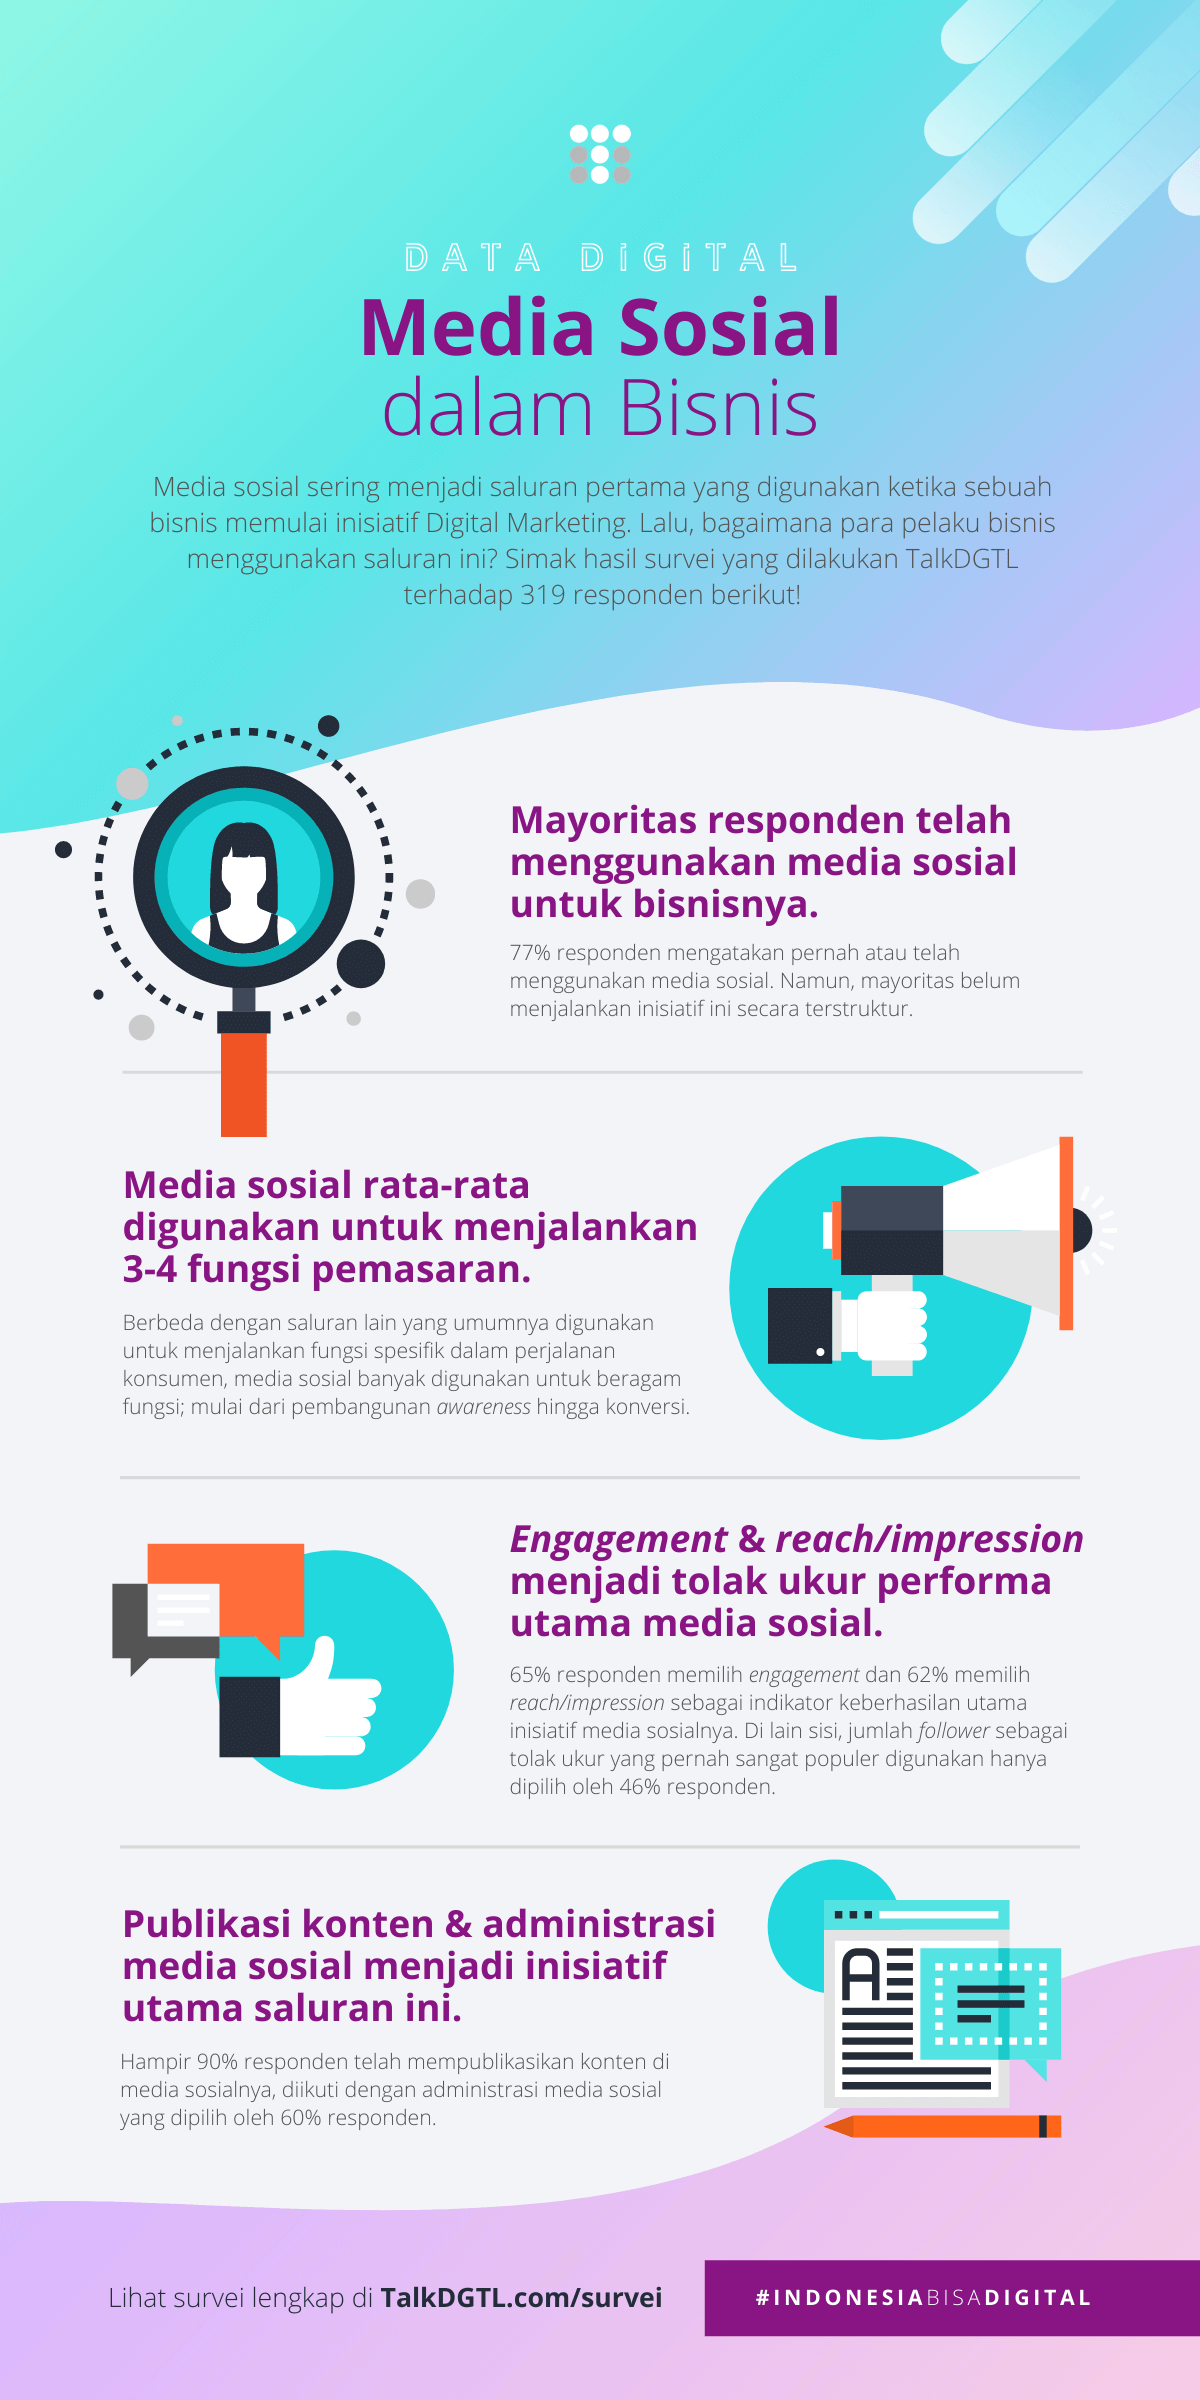 DATA DIGITAL
Media Sosial
dalam Bisnis
Media sosial sering menjadi saluran pertama yang digunakan ketika sebuah
bisnis memulai inisiatif Digital Marketing. Lalu, bagaimana para pelaku bisnis
menggunakan saluran ini? Simak hasil survei yang dilakukan TalkDGTL
terhadap 319 responden berikut!
Mayoritas responden telah
menggunakan media sosial
untuk bisnisnya.
77% responden mengatakan pernah atau telah
menggunakan media sosial. Namun, mayoritas belum
menjalankan inisiatif ini secara terstruktur.
Media sosial rata-rata
digunakan untuk menjalankan
3-4 fungsi pemasaran.
Berbeda dengan saluran lain yang umumnya digunakan
untuk menjalankan fungsi spesifik dalam perjalanan
konsumen, media sosial banyak digunakan untuk beragam
fungsi; mulai dari pembangunan awareness hingga konversi.
Engagement & reach/impression
menjadi tolak ukur performa
utama media sosial.
65% responden memilih engagement dan 62% memilih
reach/impression sebagai indikator keberhasilan utama
inisiatif media sosialnya. Di lain sisi, jumlah follower sebagai
tolak ukur yang pernah sangat populer digunakan hanya
dipilih oleh 46% responden.
Publikasi konten & administrasi
media sosial menjadi inisiatif
utama saluran ini.
Hampir 90% responden telah mempublikasikan konten di
media sosialnya, diikuti dengan administrasi media sosial
yang dipilih oleh 60% responden.
A
Lihat survei lengkap di TalkDGTL.com/survei
#INDONESIABISADIGITAL